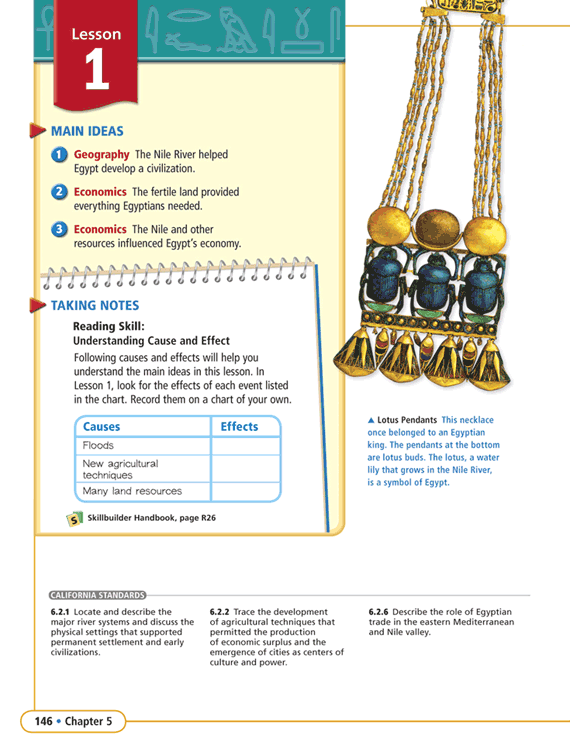 Lesson
1
MAIN IDEAS
1 Geography The Nile River helped
Egypt develop a civilization.
2 Economics The fertile land provided
everything Egyptians needed.
3 Economics The Nile and other
resources influenced Egypt's economy.
TAKING NOTES
Reading Skill:
Understanding Cause and Effect
Following causes and effects will help you
understand the main ideas in this lesson. In
Lesson 1, look for the effects of each event listed
in the chart. Record them on a chart of your own.
Causes Effects
Floods
New agricultural
techniques
Many land resources
S Skillbuilder Handbook, page R26
▲ Lotus Pendants This necklace
once belonged to an Egyptian
king. The pendants at the bottom
are lotus buds. The lotus, a water
lily that grows in the Nile River,
is a symbol of Egypt.
CALIFORNIA STANDARDS
6.2.1 Locate and describe the
major river systems and discuss the
physical settings that supported
permanent settlement and early
civilizations.
6.2.2 Trace the development
of agricultural techniques that
permitted the production
of economic surplus and the
emergence of cities as centers of
culture and power.
6.2.6 Describe the role of Egyptian
trade in the eastern Mediterranean
and Nile valley.
146 • Chapter 5